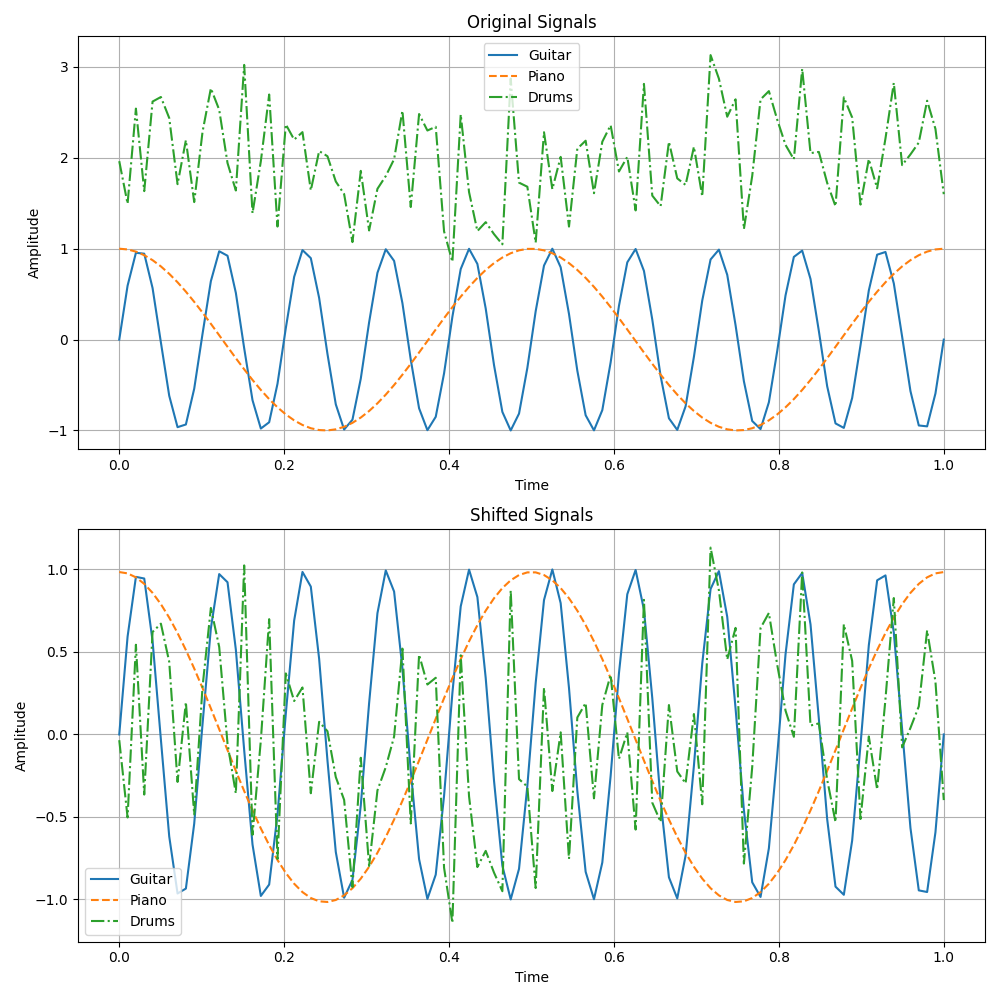 Original Signals
Guitar
Piano
Drums
3
2
1
0
−1
Amplitude
0.0 0.2 0.4 0.6 0.8 1.0
Time
Shifted Signals
1.0
0.5
0.0
−0.5
−1.0
Amplitude
Guitar
Piano
Drums
0.0 0.2 0.4 0.6 0.8 1.0
Time